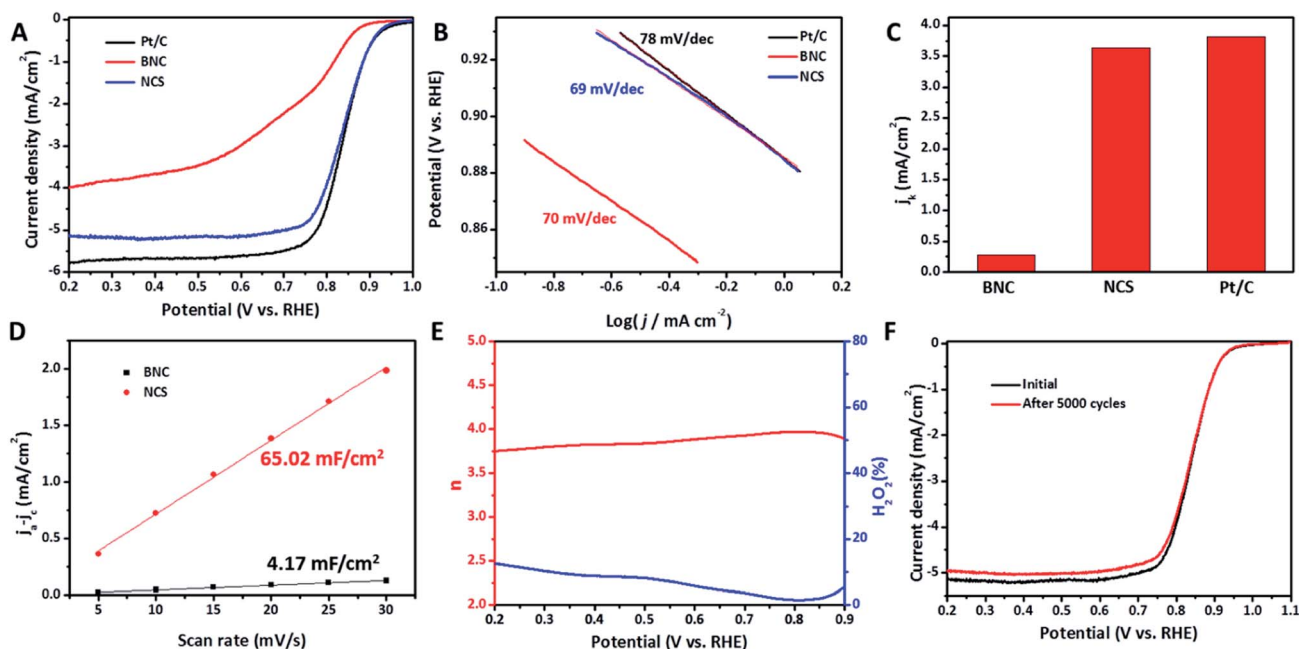 A
Pt/C
BNC
NCS
Current density (mA/cm²)
0
-1
-2
-3
-4
-5
-6
0.2 0.3 0.4 0.5 0.6 0.7 0.8 0.9 1.0
Potential (V vs. RHE)
B
78 mV/dec
69 mV/dec
70 mV/dec
Pt/C
BNC
NCS
Potential (V vs. RHE)
0.92
0.90
0.88
0.86
-1.0 -0.8 -0.6 -0.4 -0.2 0.0 0.2
Log(j / mA cm⁻²)
C
jₖ (mA/cm²)
4.0
3.5
3.0
2.5
2.0
1.5
1.0
0.5
0.0
BNC NCS Pt/C
D
BNC
NCS
65.02 mF/cm²
4.17 mF/cm²
jₐ-j꜀ (mA/cm²)
2.0
1.5
1.0
0.5
0.0
5 10 15 20 25 30
Scan rate (mV/s)
E
n
5.0
4.5
4.0
3.5
3.0
2.5
2.0
80
60
40
20
0
H₂O₂(%)
0.2 0.3 0.4 0.5 0.6 0.7 0.8 0.9
Potential (V vs. RHE)
F
Initial
After 5000 cycles
Current density (mA/cm²)
0
-1
-2
-3
-4
-5
0.2 0.3 0.4 0.5 0.6 0.7 0.8 0.9 1.0 1.1
Potential (V vs. RHE)